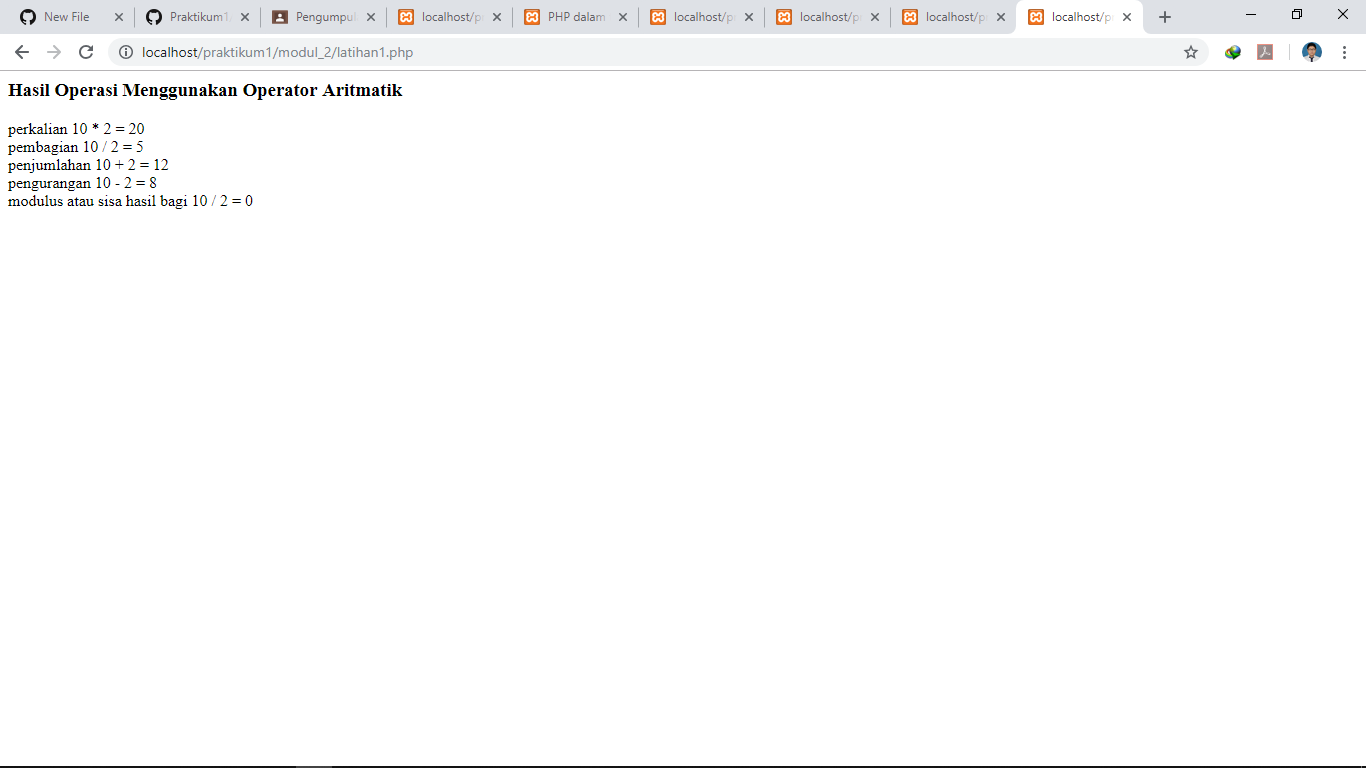 New File
Praktikum1
Pengumpul
localhost/p
PHP dalam
localhost/p
localhost/p
localhost/p
localhost/p
localhost/praktikum1/modul_2/latihan1.php
Hasil Operasi Menggunakan Operator Aritmatik
perkalian 10 * 2 = 20
pembagian 10 / 2 = 5
penjumlahan 10 + 2 = 12
pengurangan 10 - 2 = 8
modulus atau sisa hasil bagi 10 / 2 = 0